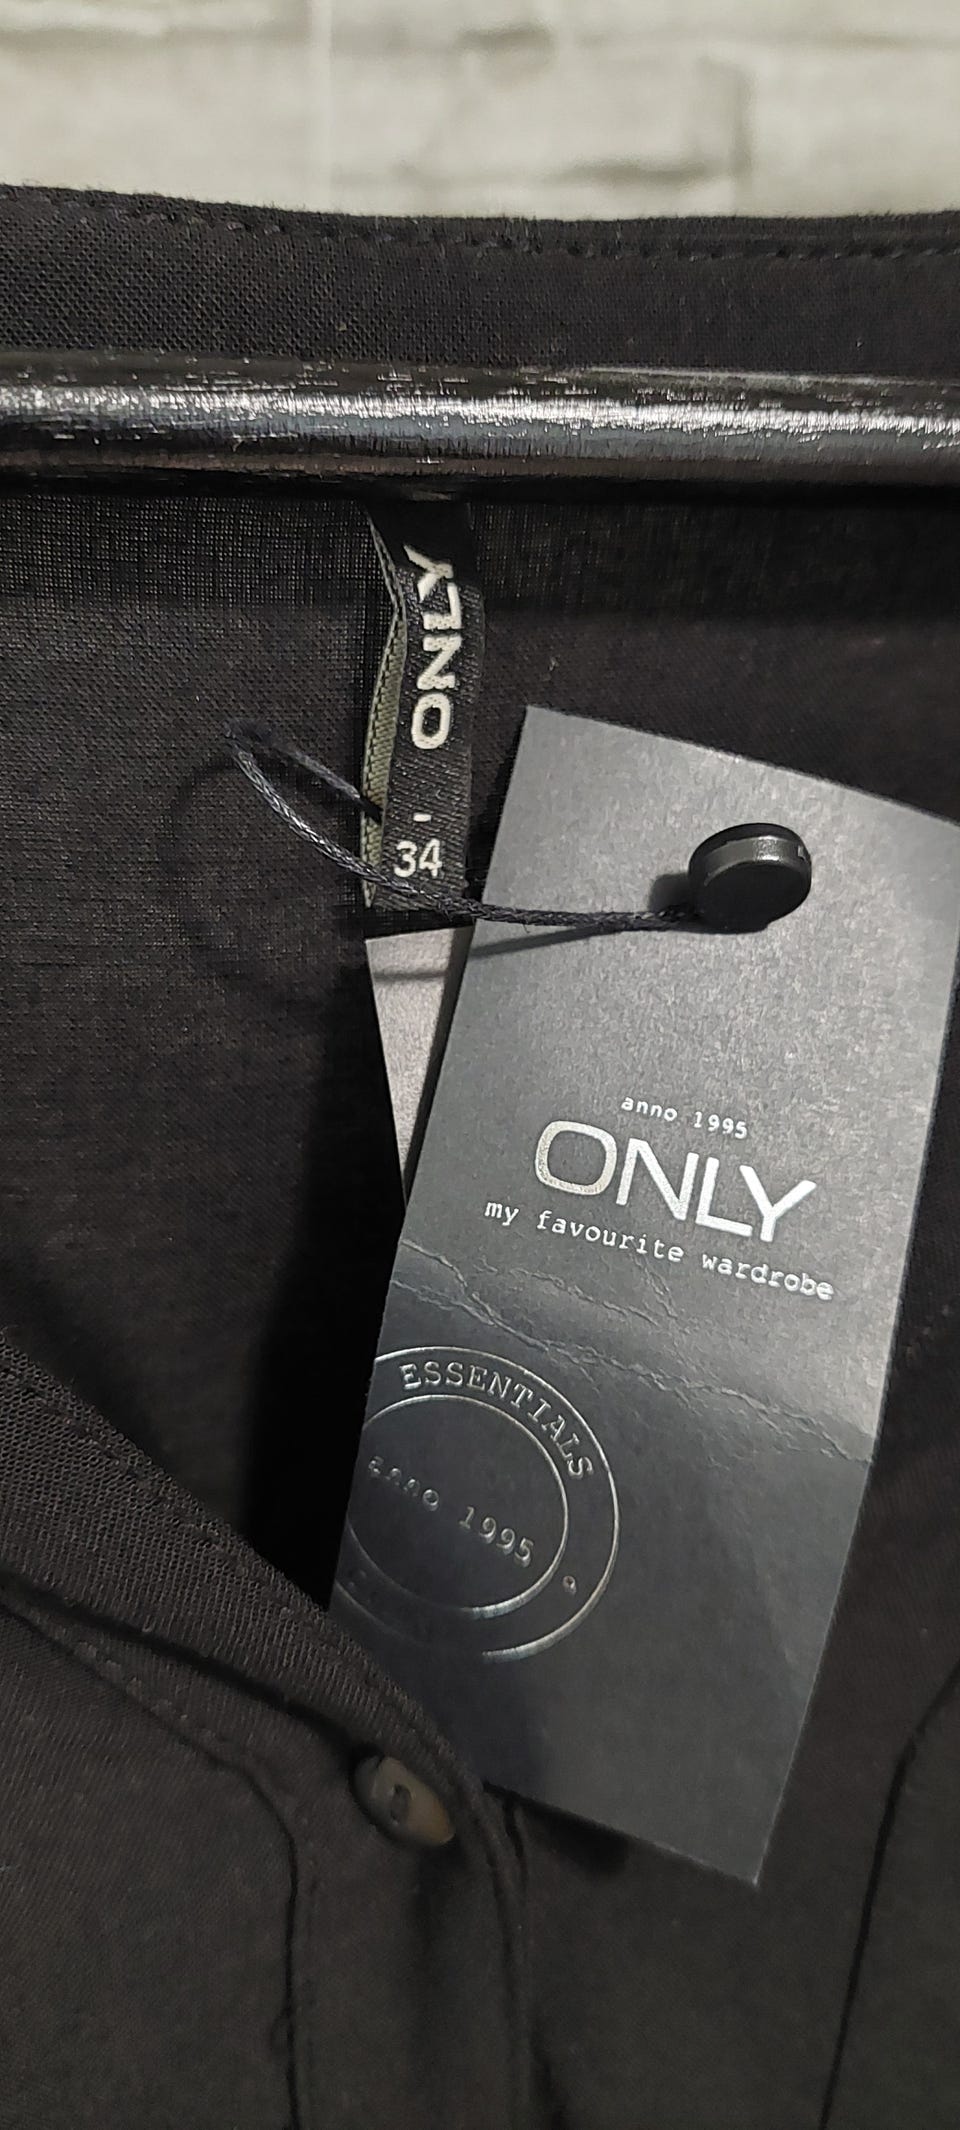 ONLY
-
34
anno 1995
ONLY
my favourite wardrobe
ESSENTIALS
anno 1995